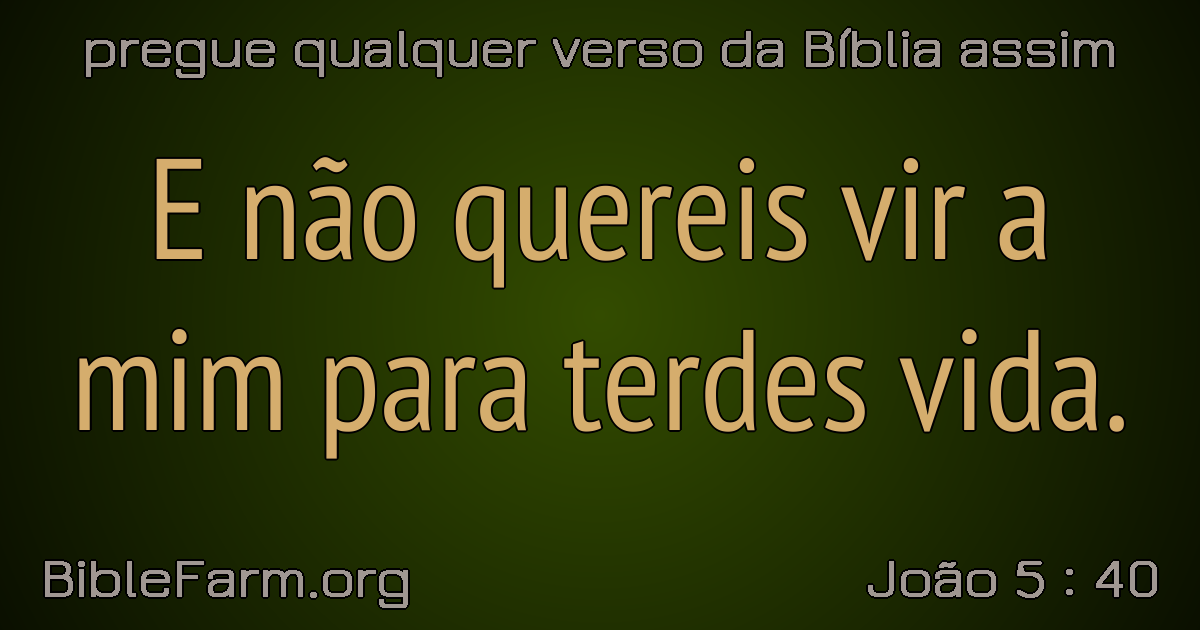 pregue qualquer verso da Bíblia assim
E não quereis vir a
mim para terdes vida.
BibleFarm.org
João 5 : 40